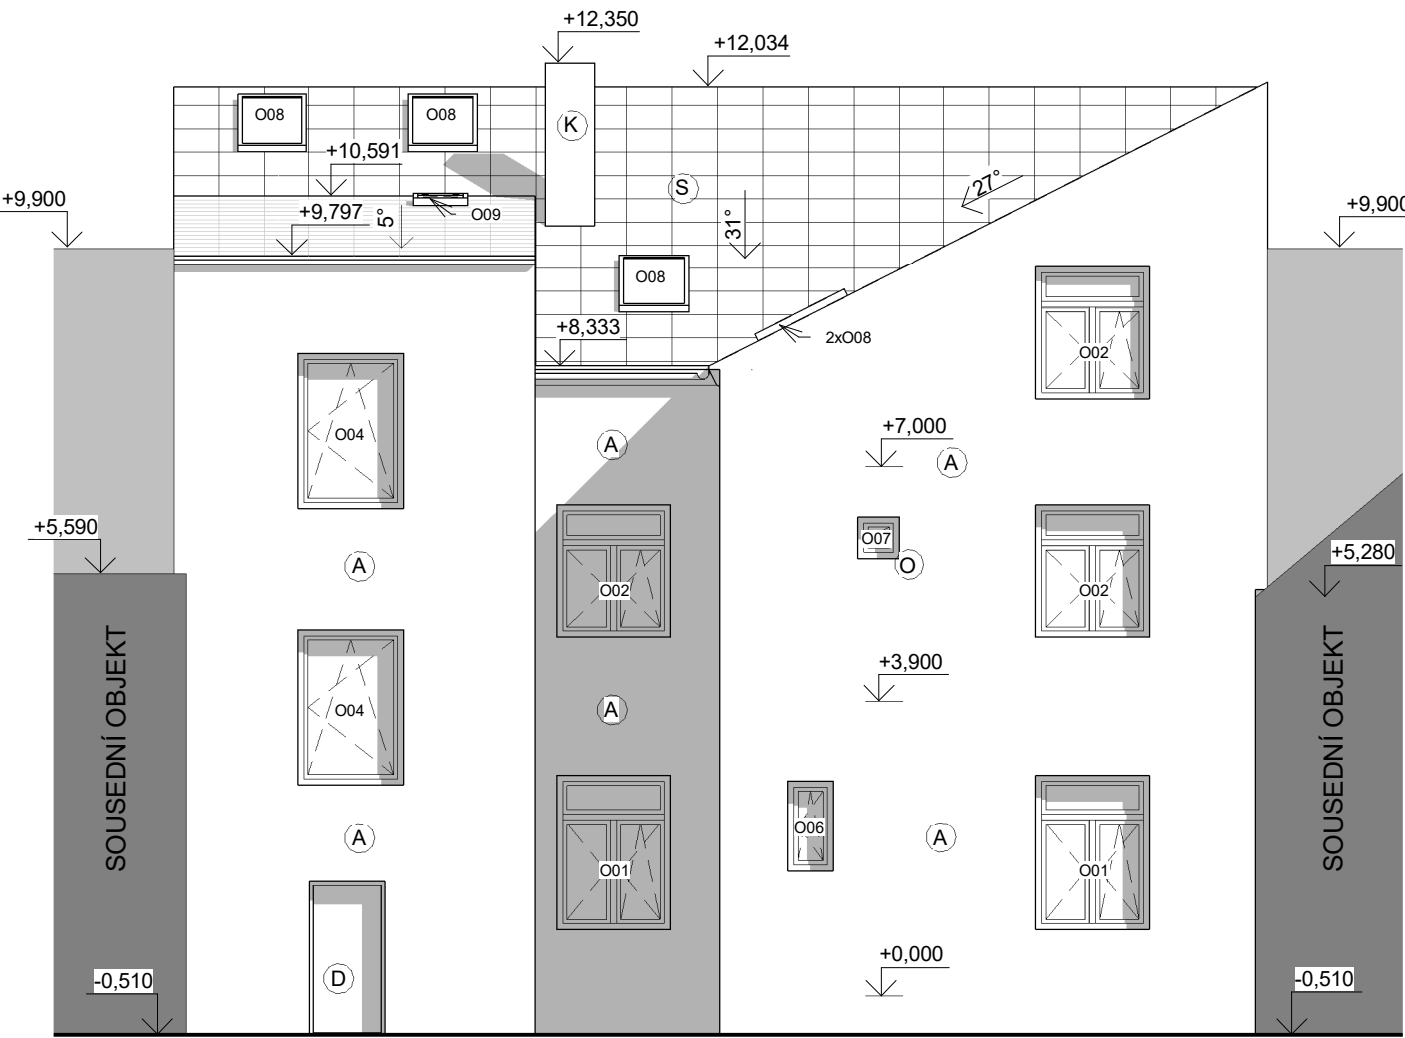 +12,350
+12,034
O08
O08
K
+10,591
S
27°
+9,900
+9,797
5°
O09
31°
+9,900
O08
+8,333
2xO08
O02
O04
A
+7,000
A
+5,590
O07
O
+5,280
A
O02
O02
SOUSEDNÍ OBJEKT
+3,900
SOUSEDNÍ OBJEKT
O04
A
O06
A
A
O01
O01
+0,000
-0,510
D
-0,510